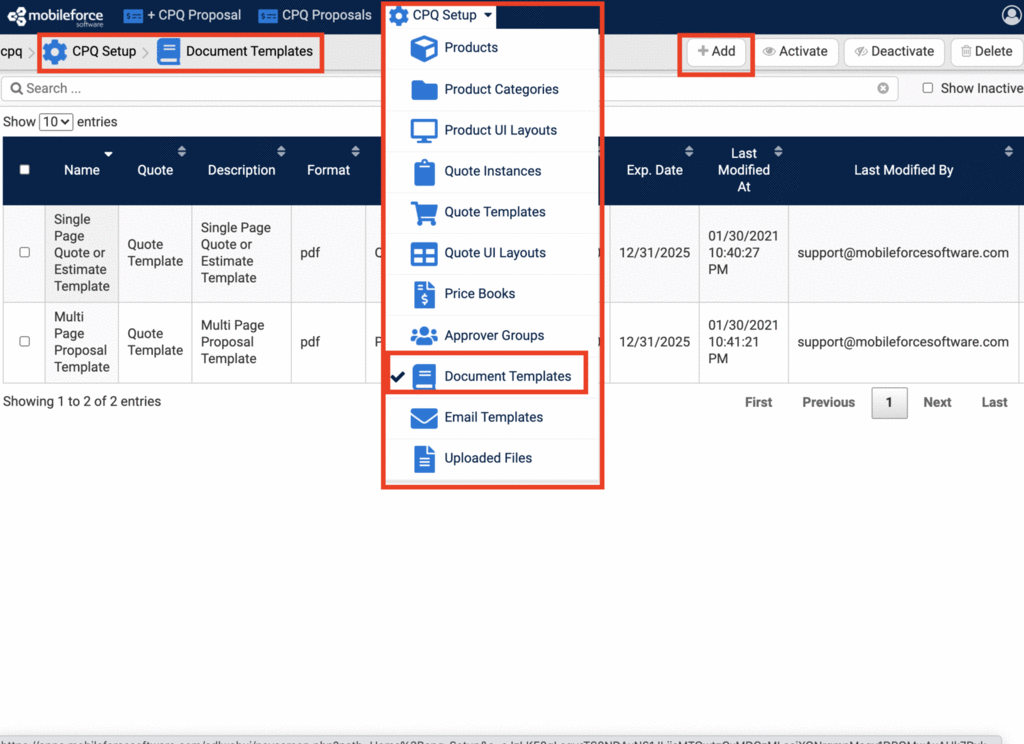 mobileforce
software
+ CPQ Proposal
CPQ Proposals
CPQ Setup
cpq
CPQ Setup
Document Templates
+ Add
Activate
Deactivate
Delete
Search ...
Show Inactive
Show 10 entries
Name
Quote
Description
Format
Exp. Date
Last
Modified
At
Last Modified By
Single
Page
Quote or
Estimate
Template
Quote
Template
Single Page
Quote or
Estimate
Template
pdf
12/31/2025
01/30/2021
10:40:27
PM
support@mobileforcesoftware.com
Multi
Page
Proposal
Template
Quote
Template
Multi Page
Proposal
Template
pdf
12/31/2025
01/30/2021
10:41:21
PM
support@mobileforcesoftware.com
Products
Product Categories
Product UI Layouts
Quote Instances
Quote Templates
Quote UI Layouts
Price Books
Approver Groups
Document Templates
Email Templates
Uploaded Files
Showing 1 to 2 of 2 entries
First
Previous
1
Next
Last